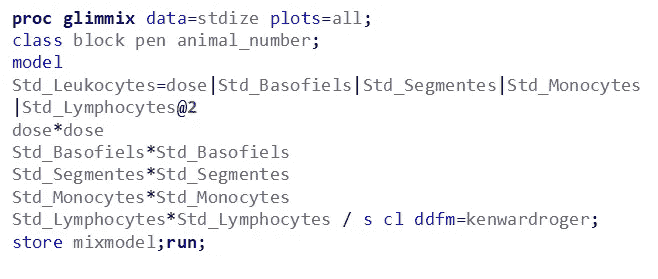 proc glimmix data=stdize plots=all;
class block pen animal_number;
model
Std_Leukocytes=dose|Std_Basofiels|Std_Segmentes|Std_Monocytes
|Std_Lymphocytes@2
dose*dose
Std_Basofiels*Std_Basofiels
Std_Segmentes*Std_Segmentes
Std_Monocytes*Std_Monocytes
Std_Lymphocytes*Std_Lymphocytes / s cl ddfm=kenwardroger;
store mixmodel;run;